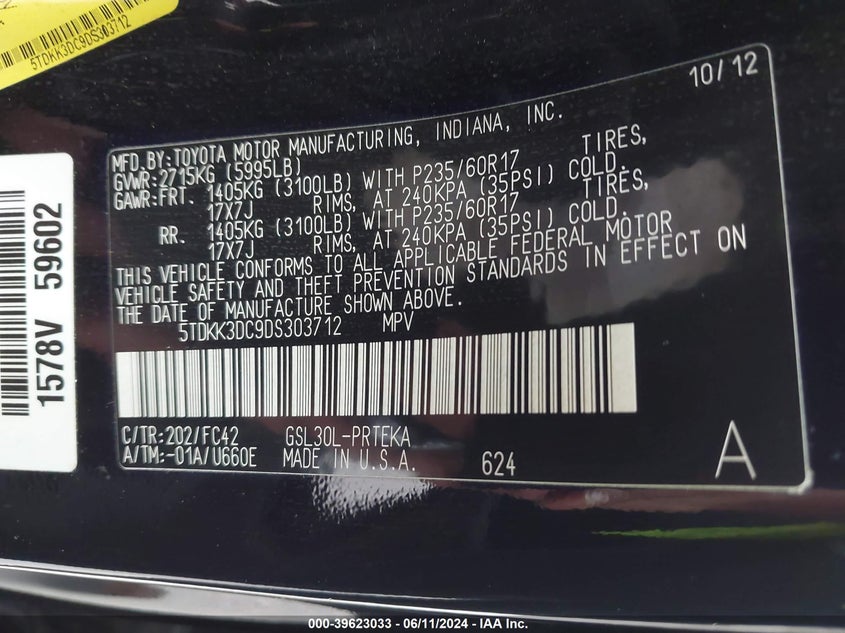 5TDKK3DC9DS303712
1578V 59602
10/12
MFD.BY:TOYOTA MOTOR MANUFACTURING, INDIANA, INC.
GVWR:2715KG (5995LB)
GAWR:FRT. 1405KG (3100LB) WITH P235/60R17 TIRES,
17X7J RIMS, AT 240KPA (35PSI) COLD.
RR. 1405KG (3100LB) WITH P235/60R17 TIRES,
17X7J RIMS, AT 240KPA (35PSI) COLD.
THIS VEHICLE CONFORMS TO ALL APPLICABLE FEDERAL MOTOR
VEHICLE SAFETY AND THEFT PREVENTION STANDARDS IN EFFECT ON
THE DATE OF MANUFACTURE SHOWN ABOVE.
5TDKK3DC9DS303712 MPV
C/TR:202/FC42 GSL30L-PRTEKA
A/TM:-01A/U660E MADE IN U.S.A. 624
A
000-39623033 - 06/11/2024 - IAA Inc.